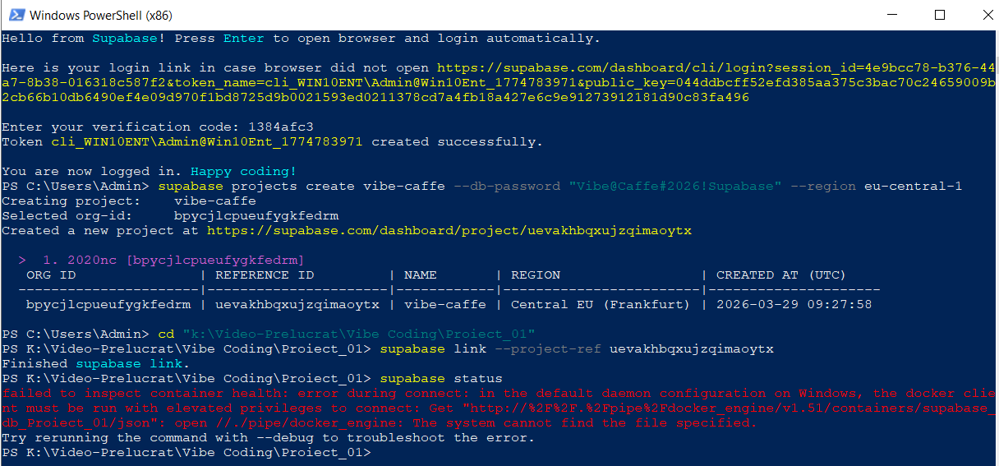 Windows PowerShell (x86)
Hello from Supabase! Press Enter to open browser and login automatically.
Here is your login link in case browser did not open https://supabase.com/dashboard/cli/login?session_id=4e9bcc78-b376-44
a7-8b38-016318c587f2&token_name=cli_WIN10ENT\Admin@Win10Ent_1774783971&public_key=044ddbcff52efd385aa375c3bac70c24659009b
2cb66b10db6490ef4e09d970f1bd8725d9b0021593ed0211378cd7a4fb18a427e6c9e91273912181d90c83fa496
Enter your verification code: 1384afc3
Token cli_WIN10ENT\Admin@Win10Ent_1774783971 created successfully.
You are now logged in. Happy coding!
PS C:\Users\Admin> supabase projects create vibe-caffe --db-password "Vibe@Caffe#2026!Supabase" --region eu-central-1
Creating project:    vibe-caffe
Selected org-id:     bpycjlcpueufygkfedrm
Created a new project at https://supabase.com/dashboard/project/uevakhbqxujzqimaoytx
>  1. 2020nc [bpycjlcpueufygkfedrm]
ORG ID | REFERENCE ID | NAME | REGION | CREATED AT (UTC)
----------------------|----------------------|------------|------------------------|---------------------
bpycjlcpueufygkfedrm | uevakhbqxujzqimaoytx | vibe-caffe | Central EU (Frankfurt) | 2026-03-29 09:27:58
PS C:\Users\Admin> cd "k:\Video-Prelucrat\Vibe Coding\Proiect_01"
PS K:\Video-Prelucrat\Vibe Coding\Proiect_01> supabase link --project-ref uevakhbqxujzqimaoytx
Finished supabase link.
PS K:\Video-Prelucrat\Vibe Coding\Proiect_01> supabase status
failed to inspect container health: error during connect: in the default daemon configuration on Windows, the docker clie
nt must be run with elevated privileges to connect: Get "http://%2F%2F.%2Fpipe%2Fdocker_engine/v1.51/containers/supabase_
db_Proiect_01/json": open //./pipe/docker_engine: The system cannot find the file specified.
Try rerunning the command with --debug to troubleshoot the error.
PS K:\Video-Prelucrat\Vibe Coding\Proiect_01>